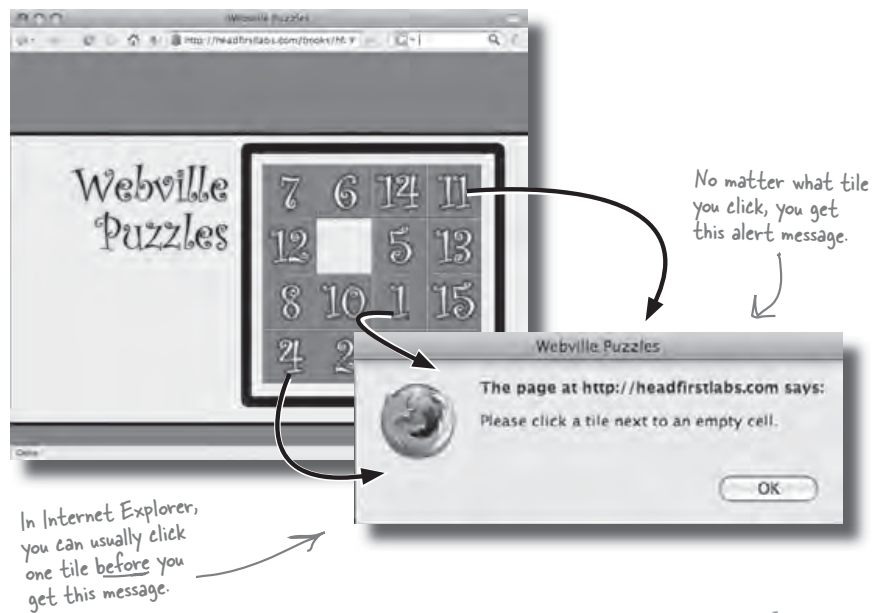 Webville Puzzles
http://headfirstlabs.com/books/
Webville
Puzzles
7 6 14 11
12 5 13
8 10 1 15
4 2
No matter what tile
you click, you get
this alert message.
Webville Puzzles
The page at http://headfirstlabs.com says:
Please click a tile next to an empty cell.
OK
Done
In Internet Explorer,
you can usually click
one tile before you
get this message.